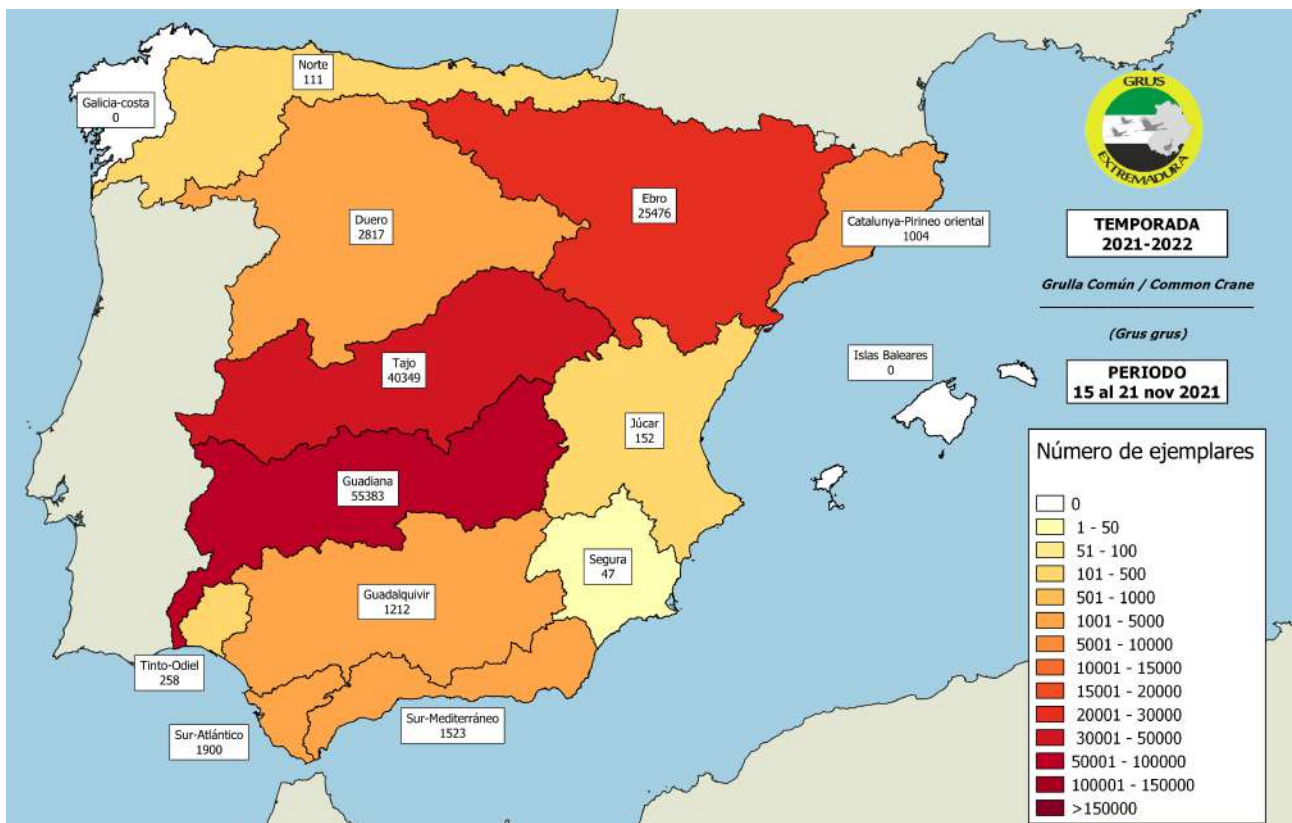 Norte
111
Galicia-costa
0
Duero
2817
Ebro
25476
Catalunya-Pirineo oriental
1004
Tajo
40349
Islas Baleares
0
Júcar
152
Guadiana
55383
Segura
47
Guadalquivir
1212
Tinto-Odiel
258
Sur-Mediterráneo
1523
Sur-Atlántico
1900
GRUS
EXTREMADURA
TEMPORADA
2021-2022
Grulla Común / Common Crane
(Grus grus)
PERIODO
15 al 21 nov 2021
Número de ejemplares
0
1 - 50
51 - 100
101 - 500
501 - 1000
1001 - 5000
5001 - 10000
10001 - 15000
15001 - 20000
20001 - 30000
30001 - 50000
50001 - 100000
100001 - 150000
>150000